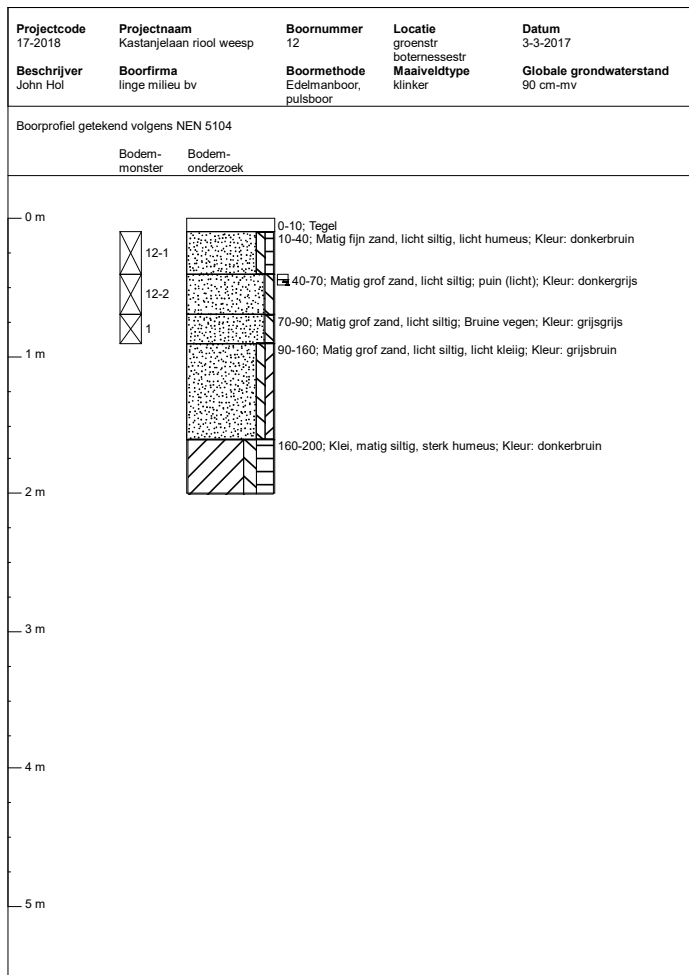 Projectcode Projectnaam Boornummer Locatie Datum
17-2018 Kastanjelaan riool weesp 12 groenstr 3-3-2017
boternessestr
Beschrijver Boorfirma Boormethode Maaiveldtype Globale grondwaterstand
John Hol linge milieu bv Edelmanboor, klinker 90 cm-mv
pulsboor
Boorprofiel getekend volgens NEN 5104
Bodem- Bodem-
monster onderzoek
0 m
0-10; Tegel
10-40; Matig fijn zand, licht siltig, licht humeus; Kleur: donkerbruin
12-1
40-70; Matig grof zand, licht siltig; puin (licht); Kleur: donkergrijs
12-2
70-90; Matig grof zand, licht siltig; Bruine vegen; Kleur: grijsgrijs
1
1 m
90-160; Matig grof zand, licht siltig, licht kleiig; Kleur: grijsbruin
160-200; Klei, matig siltig, sterk humeus; Kleur: donkerbruin
2 m
3 m
4 m
5 m